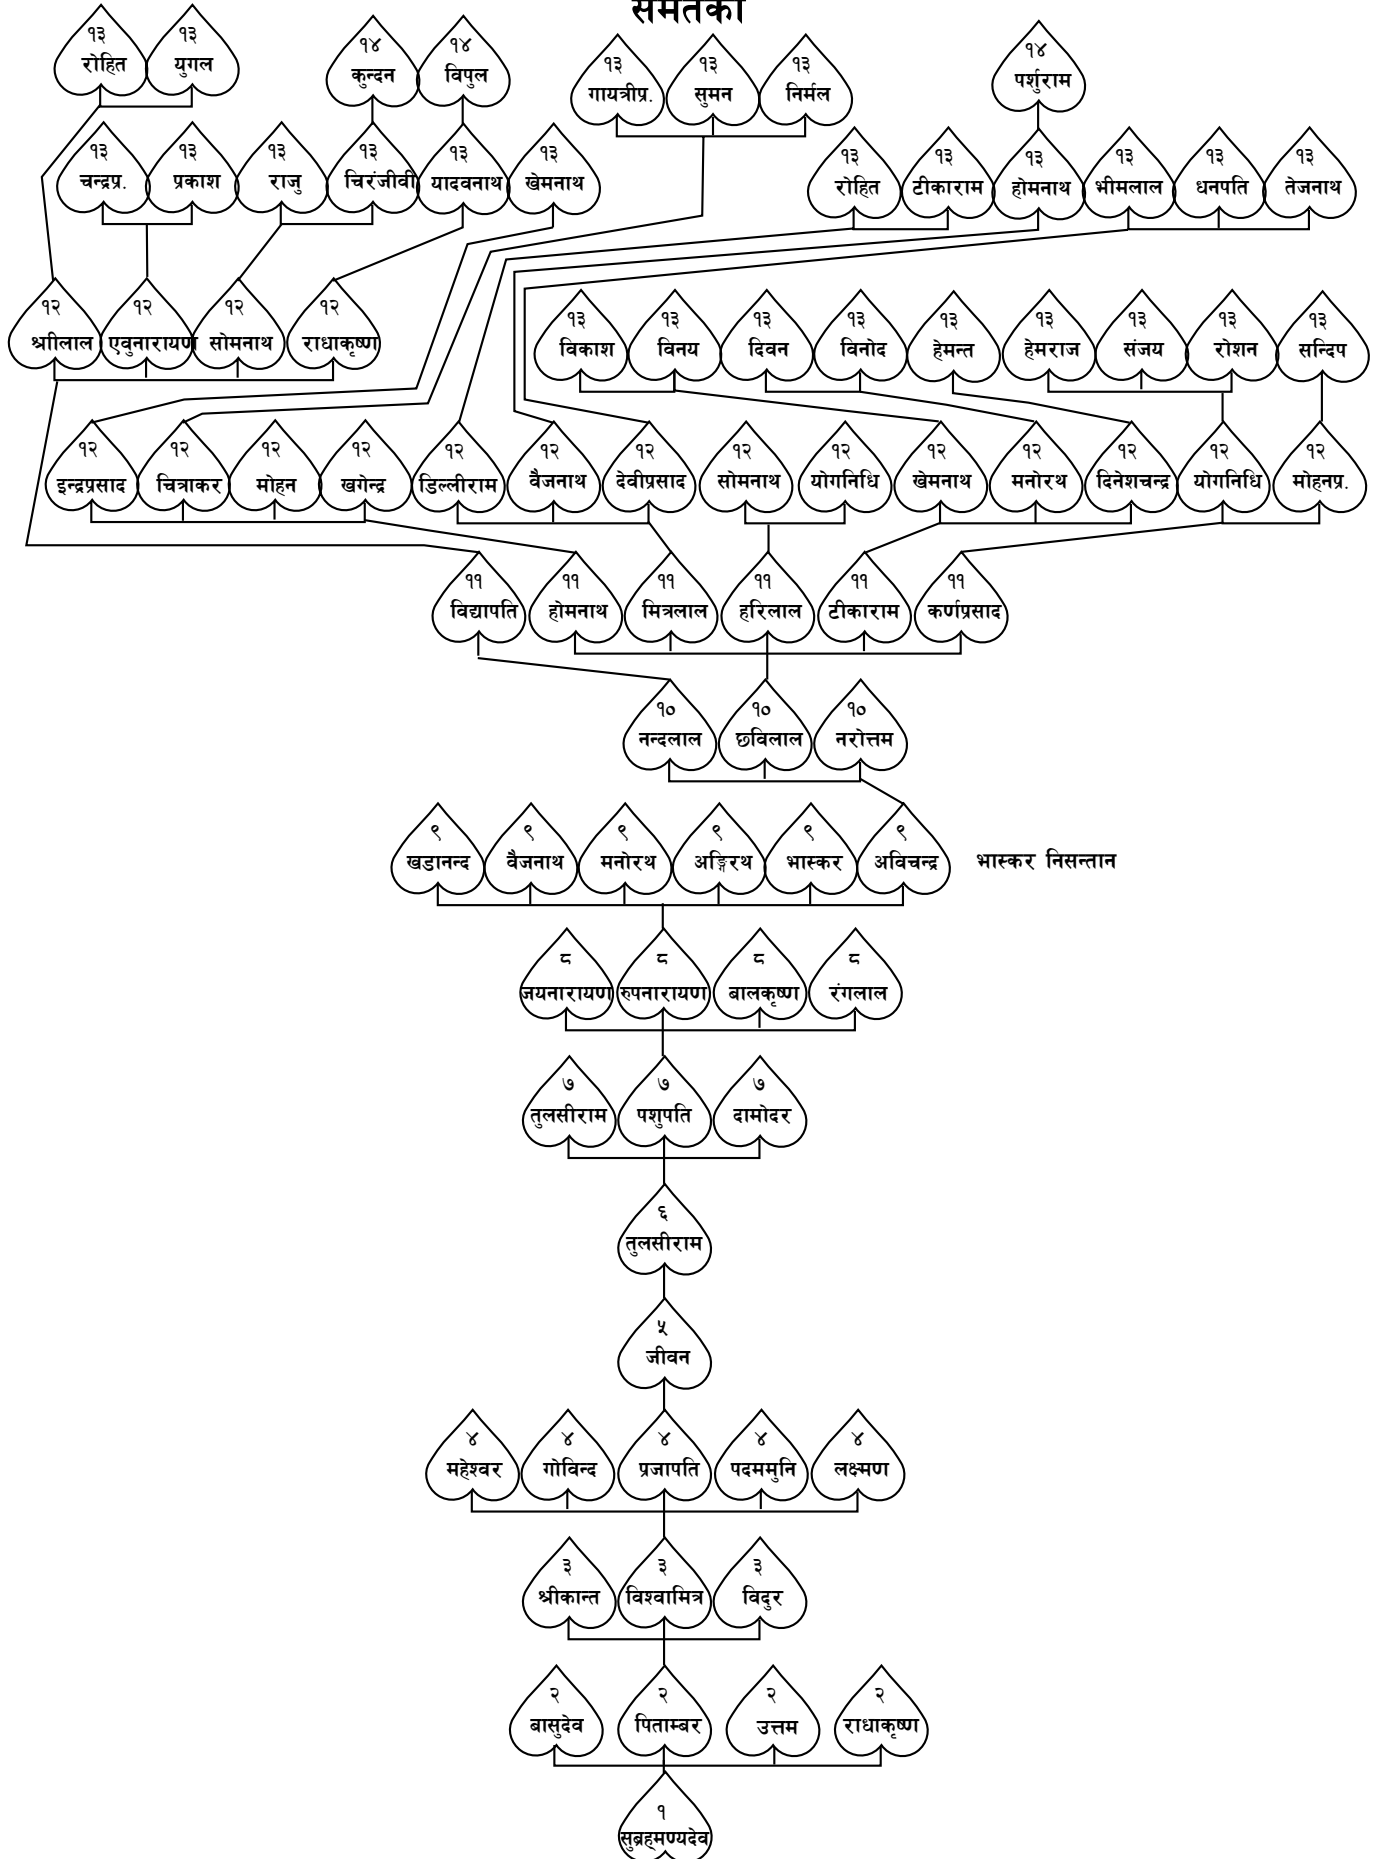 समतको
१३ १३ १४ १४ १३ १३ १३ १४
रोहित युगल कुन्दन विपुल गायत्रीप्र. सुमन निर्मल पर्शुराम
१३ १३ १३ १३ १३ १३ १३ १३ १३ १३ १३ १३
चन्द्रप्र. प्रकाश राजु चिरंजीवी यादवनाथ खेमनाथ रोहित टीकाराम होमनाथ भीमलाल धनपति तेजनाथ
१२ १२ १२ १२ १३ १३ १३ १३ १३ १३ १३ १३ १३
श्राीलाल एवुनारायण सोमनाथ राधाकृष्ण विकाश विनय दिवन विनोद हेमन्त हेमराज संजय रोशन सन्दिप
१२ १२ १२ १२ १२ १२ १२ १२ १२ १२ १२ १२ १२ १२
इन्द्रप्रसाद चित्राकर मोहन खगेन्द्र डिल्लीराम वैजनाथ देवीप्रसाद सोमनाथ योगनिधि खेमनाथ मनोरथ दिनेशचन्द्र योगनिधि मोहनप्र.
११ ११ ११ ११ ११ ११
विद्यापति होमनाथ मित्रलाल हरिलाल टीकाराम कर्णप्रसाद
१० १० १०
नन्दलाल छविलाल नरोत्तम
९ ९ ९ ९ ९ ९
खडानन्द वैजनाथ मनोरथ अङ्गिरथ भास्कर अविचन्द्र भास्कर निसन्तान
८ ८ ८ ८
जयनारायण रुपनारायण बालकृष्ण रंगलाल
७ ७ ७
तुलसीराम पशुपति दामोदर
६
तुलसीराम
५
जीवन
४ ४ ४ ४ ४
महेश्वर गोविन्द प्रजापति पदममुनि लक्ष्मण
३ ३ ३
श्रीकान्त विश्वामित्र विदुर
२ २ २ २
बासुदेव पिताम्बर उत्तम राधाकृष्ण
१
सुब्रहमण्यदेव